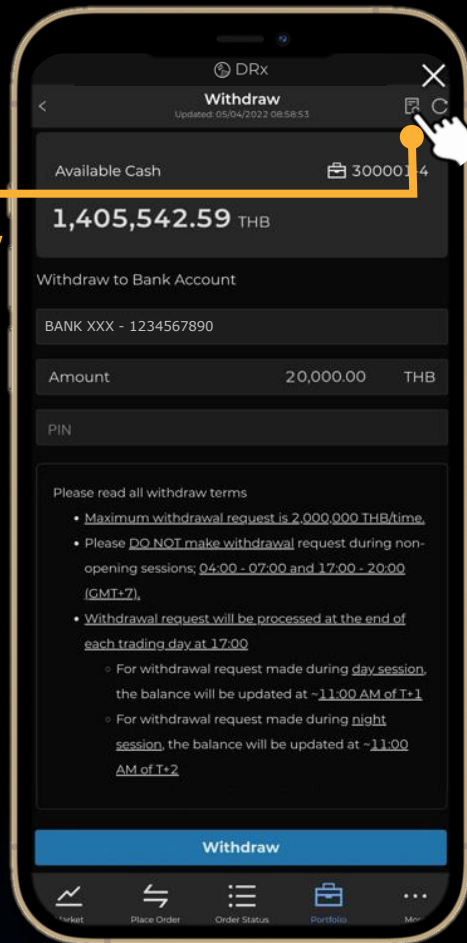 DRx
Withdraw
Updated: 05/04/2022 08:58:53
Available Cash 300001-4
1,405,542.59 THB
Withdraw to Bank Account
BANK XXX - 1234567890
Amount 20,000.00 THB
PIN
Please read all withdraw terms
• Maximum withdrawal request is 2,000,000 THB/time.
• Please DO NOT make withdrawal request during non-
opening sessions; 04:00 - 07:00 and 17:00 - 20:00
(GMT+7).
• Withdrawal request will be processed at the end of
each trading day at 17:00
○ For withdrawal request made during day session,
the balance will be updated at ~11:00 AM of T+1
○ For withdrawal request made during night
session, the balance will be updated at ~11:00
AM of T+2
Withdraw
Market Place Order Order Status Portfolio